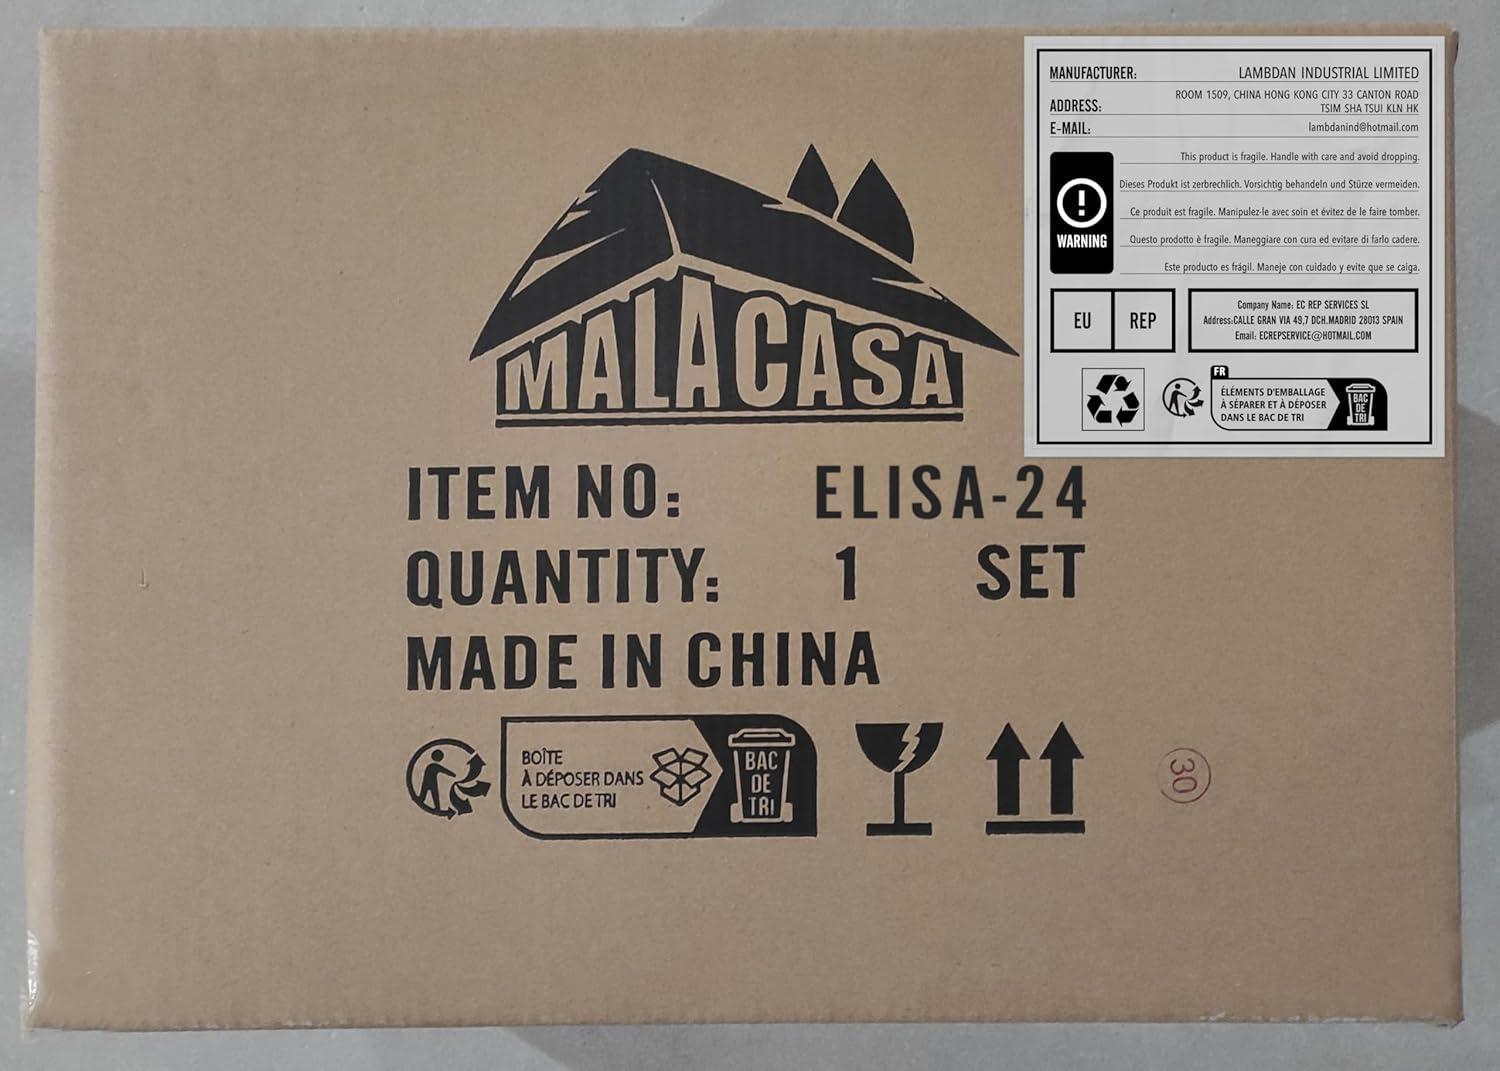 MALACASA
ITEM NO: ELISA-24
QUANTITY: 1 SET
MADE IN CHINA
BOÎTE
À DÉPOSER DANS
LE BAC DE TRI
BAC
DE
TRI
30
MANUFACTURER: LAMBDAN INDUSTRIAL LIMITED
ADDRESS: ROOM 1509, CHINA HONG KONG CITY 33 CANTON ROAD
TSIM SHA TSUI KLN HK
E-MAIL: lambdanind@hotmail.com
WARNING
This product is fragile. Handle with care and avoid dropping.
Dieses Produkt ist zerbrechlich. Vorsichtig behandeln und Stürze vermeiden.
Ce produit est fragile. Manipulez-le avec soin et évitez de le faire tomber.
Questo prodotto è fragile. Maneggiare con cura ed evitare di farlo cadere.
Este producto es frágil. Maneje con cuidado y evite que se caiga.
EU REP
Company Name: EC REP SERVICES SL
Address:CALLE GRAN VIA 49,7 DCH.MADRID 28013 SPAIN
Email: ECREPSERVICE@HOTMAIL.COM
FR
ÉLÉMENTS D'EMBALLAGE
À SÉPARER ET À DÉPOSER
DANS LE BAC DE TRI
BAC
DE
TRI